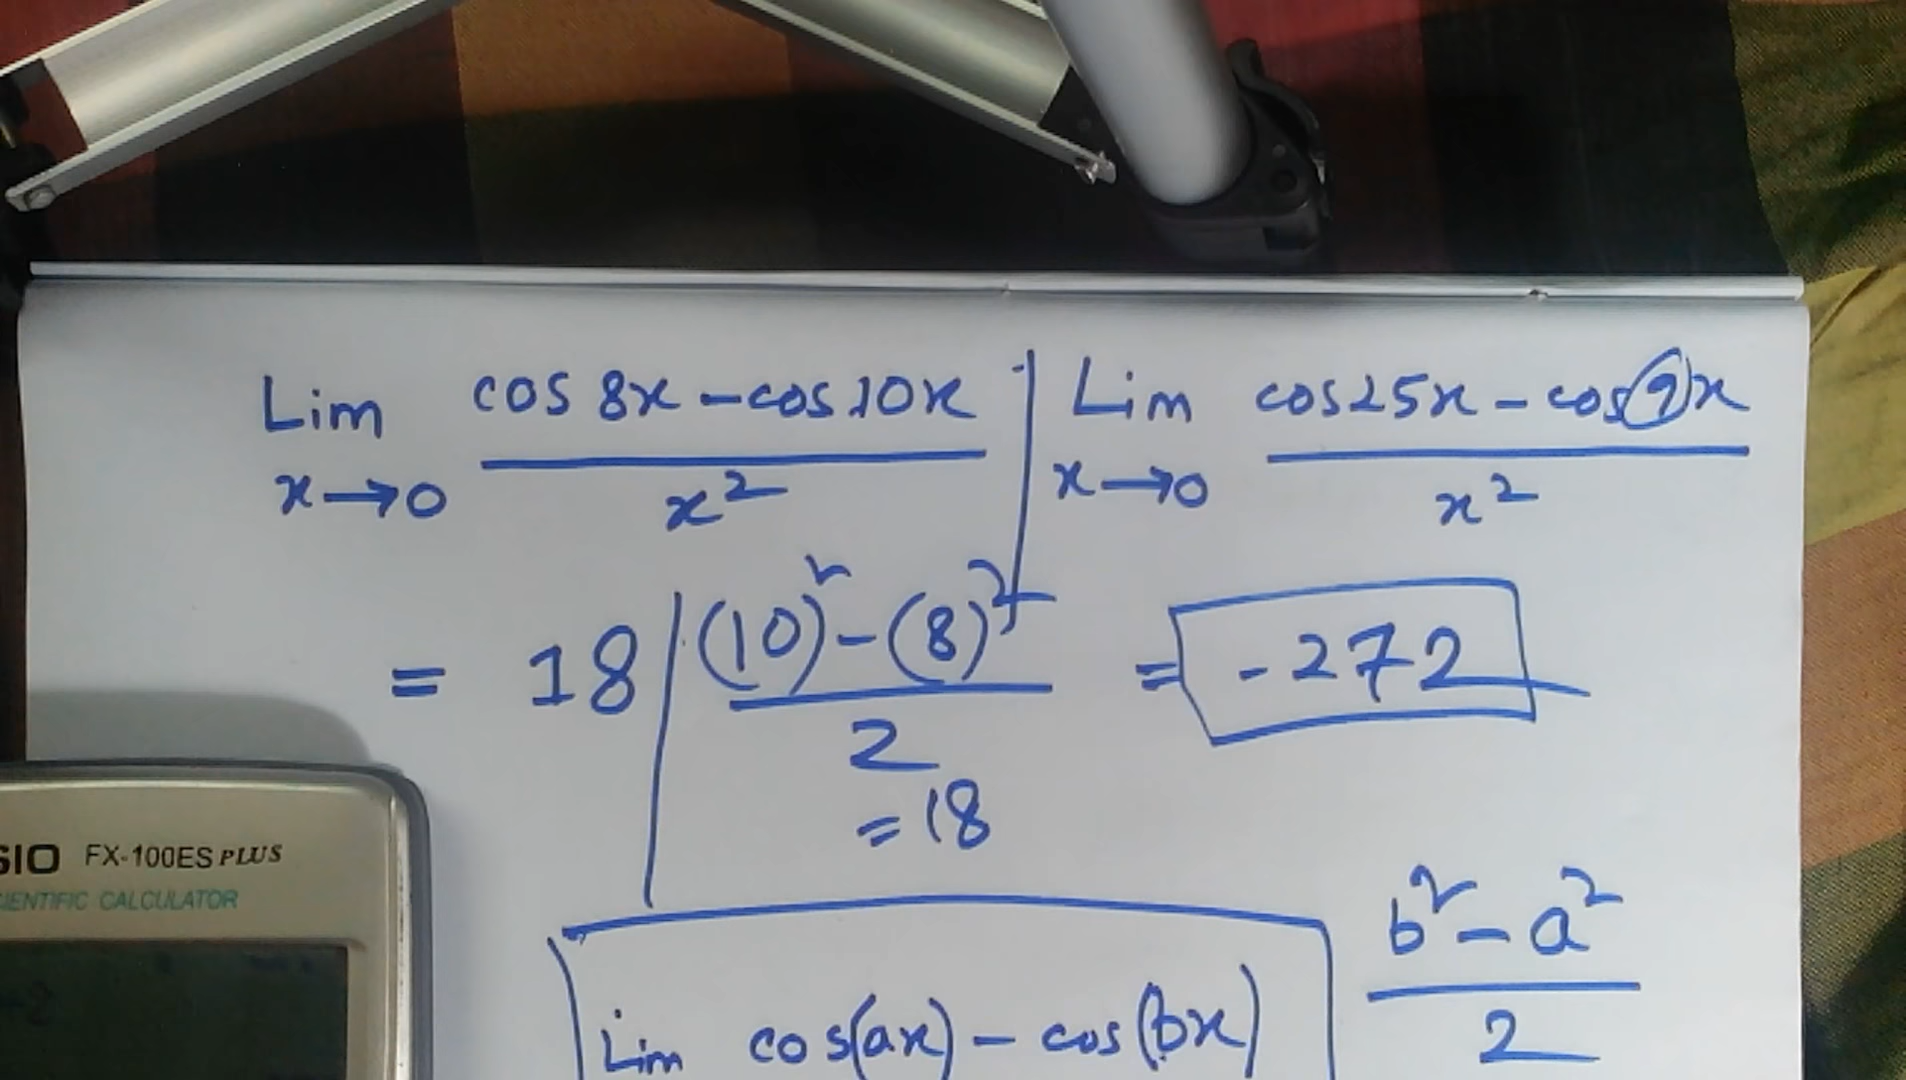 Lim cos 8x - cos 10x
x→0 x²
= 18 (10)² - (8)²
2
= 18
Lim cos 25x - cos 9x
x→0 x²
= -272
b² - a²
2
Lim cos(ax) - cos(bx)
SIO FX-100ES PLUS
IENTIFIC CALCULATOR